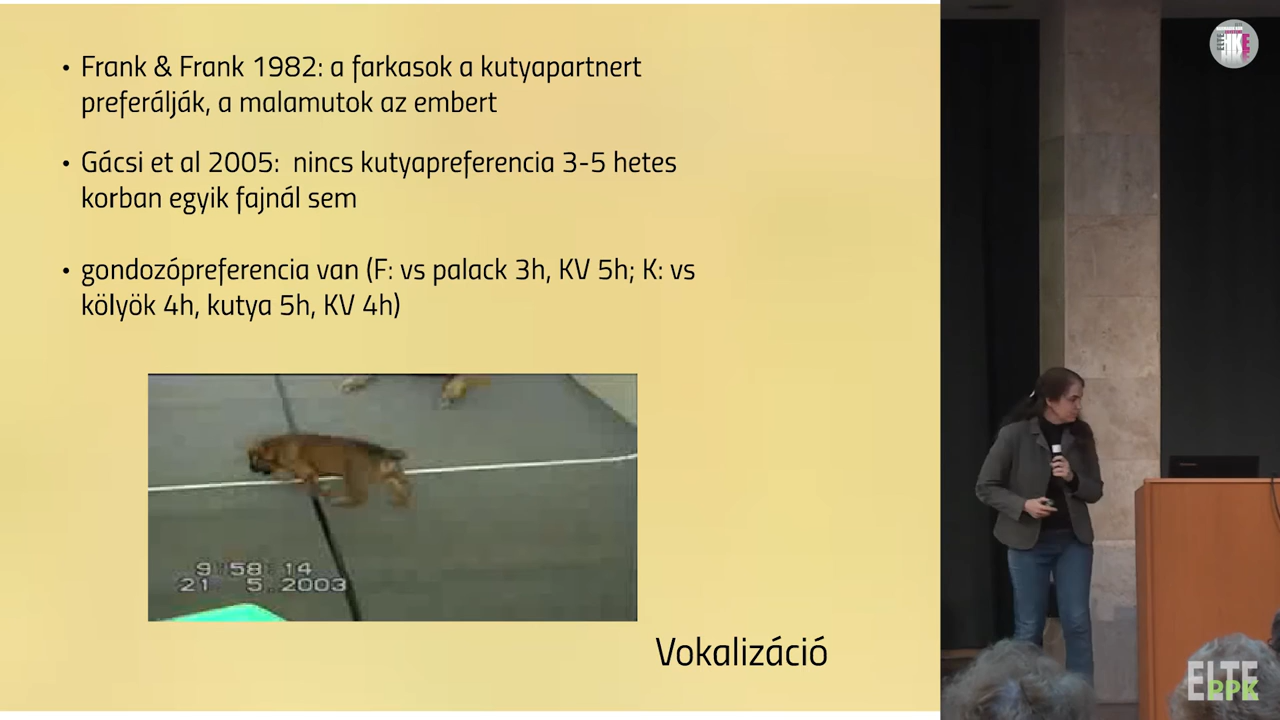 • Frank & Frank 1982: a farkasok a kutyapartnert
preferálják, a malamutok az embert
• Gácsi et al 2005:  nincs kutyapreferencia 3-5 hetes
korban egyik fajnál sem
• gondozópreferencia van (F: vs palack 3h, KV 5h; K: vs
kölyök 4h, kutya 5h, KV 4h)
9:58:14
21 5.2003
Vokalizáció
ELTE
PPK